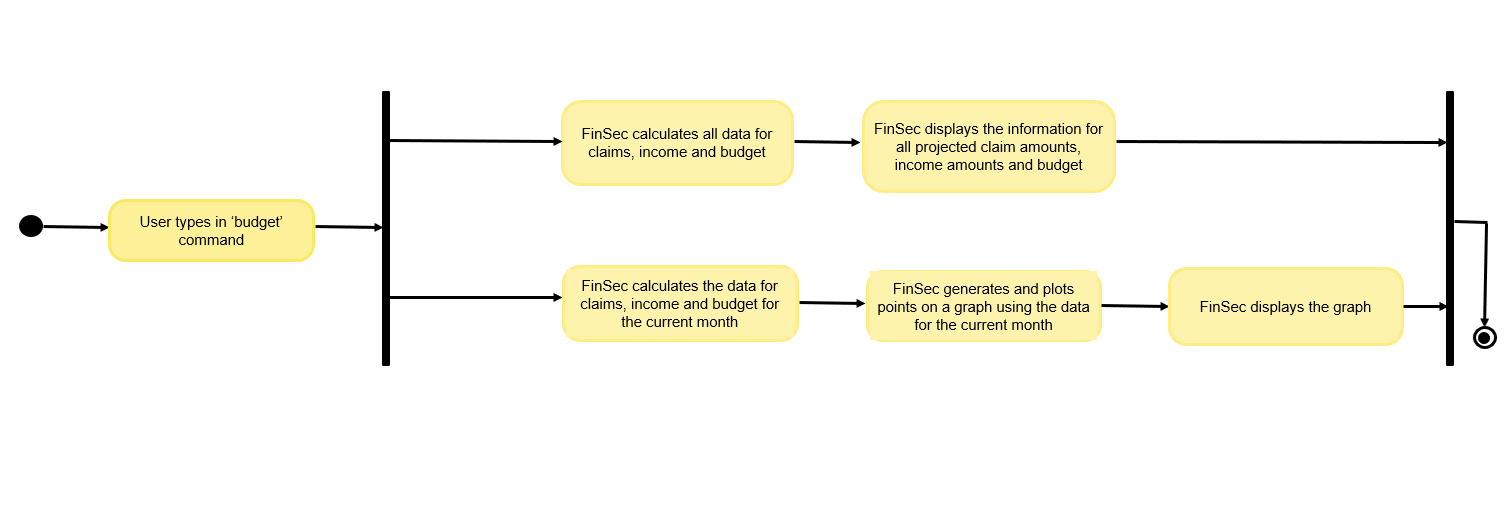 User types in ‘budget’
command
FinSec calculates all data for
claims, income and budget
FinSec displays the information for
all projected claim amounts,
income amounts and budget
FinSec calculates the data for
claims, income and budget for
the current month
FinSec generates and plots
points on a graph using the data
for the current month
FinSec displays the graph